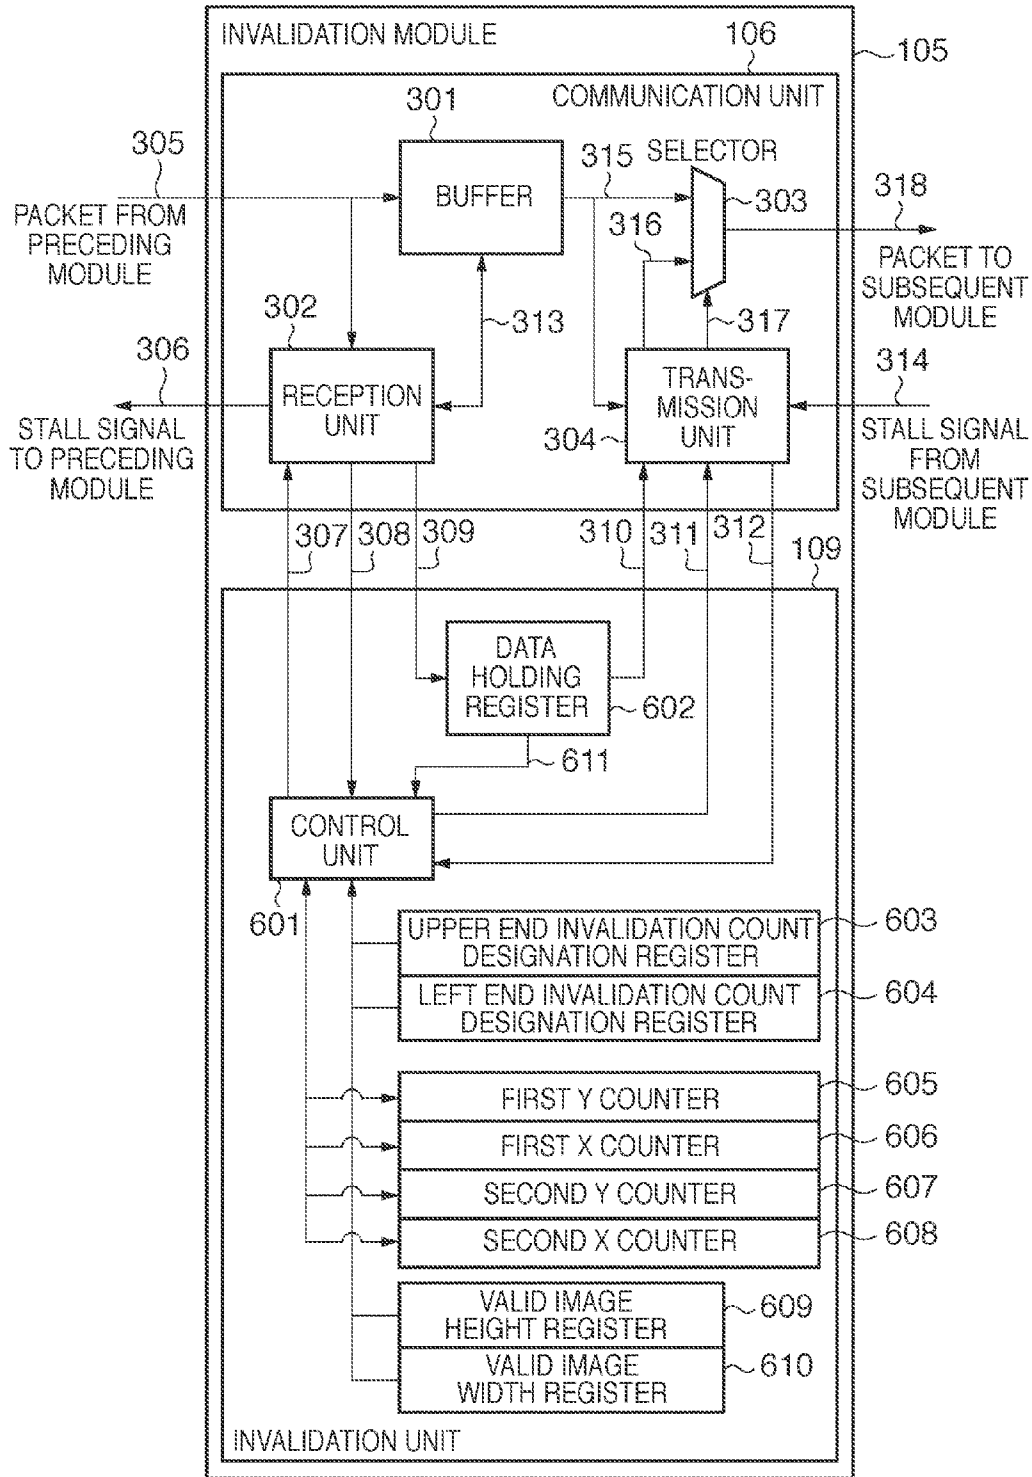 INVALIDATION MODULE
106
105
COMMUNICATION UNIT
301
305
BUFFER
315
SELECTOR
303
318
PACKET FROM
PRECEDING
MODULE
316
PACKET TO
SUBSEQUENT
MODULE
302
313
317
306
RECEPTION
UNIT
TRANS-
MISSION
UNIT
314
304
STALL SIGNAL
TO PRECEDING
MODULE
STALL SIGNAL
FROM
SUBSEQUENT
MODULE
307
308
309
310
311
312
109
DATA
HOLDING
REGISTER
602
611
CONTROL
UNIT
601
UPPER END INVALIDATION COUNT
DESIGNATION REGISTER
603
LEFT END INVALIDATION COUNT
DESIGNATION REGISTER
604
FIRST Y COUNTER
605
FIRST X COUNTER
606
SECOND Y COUNTER
607
SECOND X COUNTER
608
VALID IMAGE
HEIGHT REGISTER
609
VALID IMAGE
WIDTH REGISTER
610
INVALIDATION UNIT